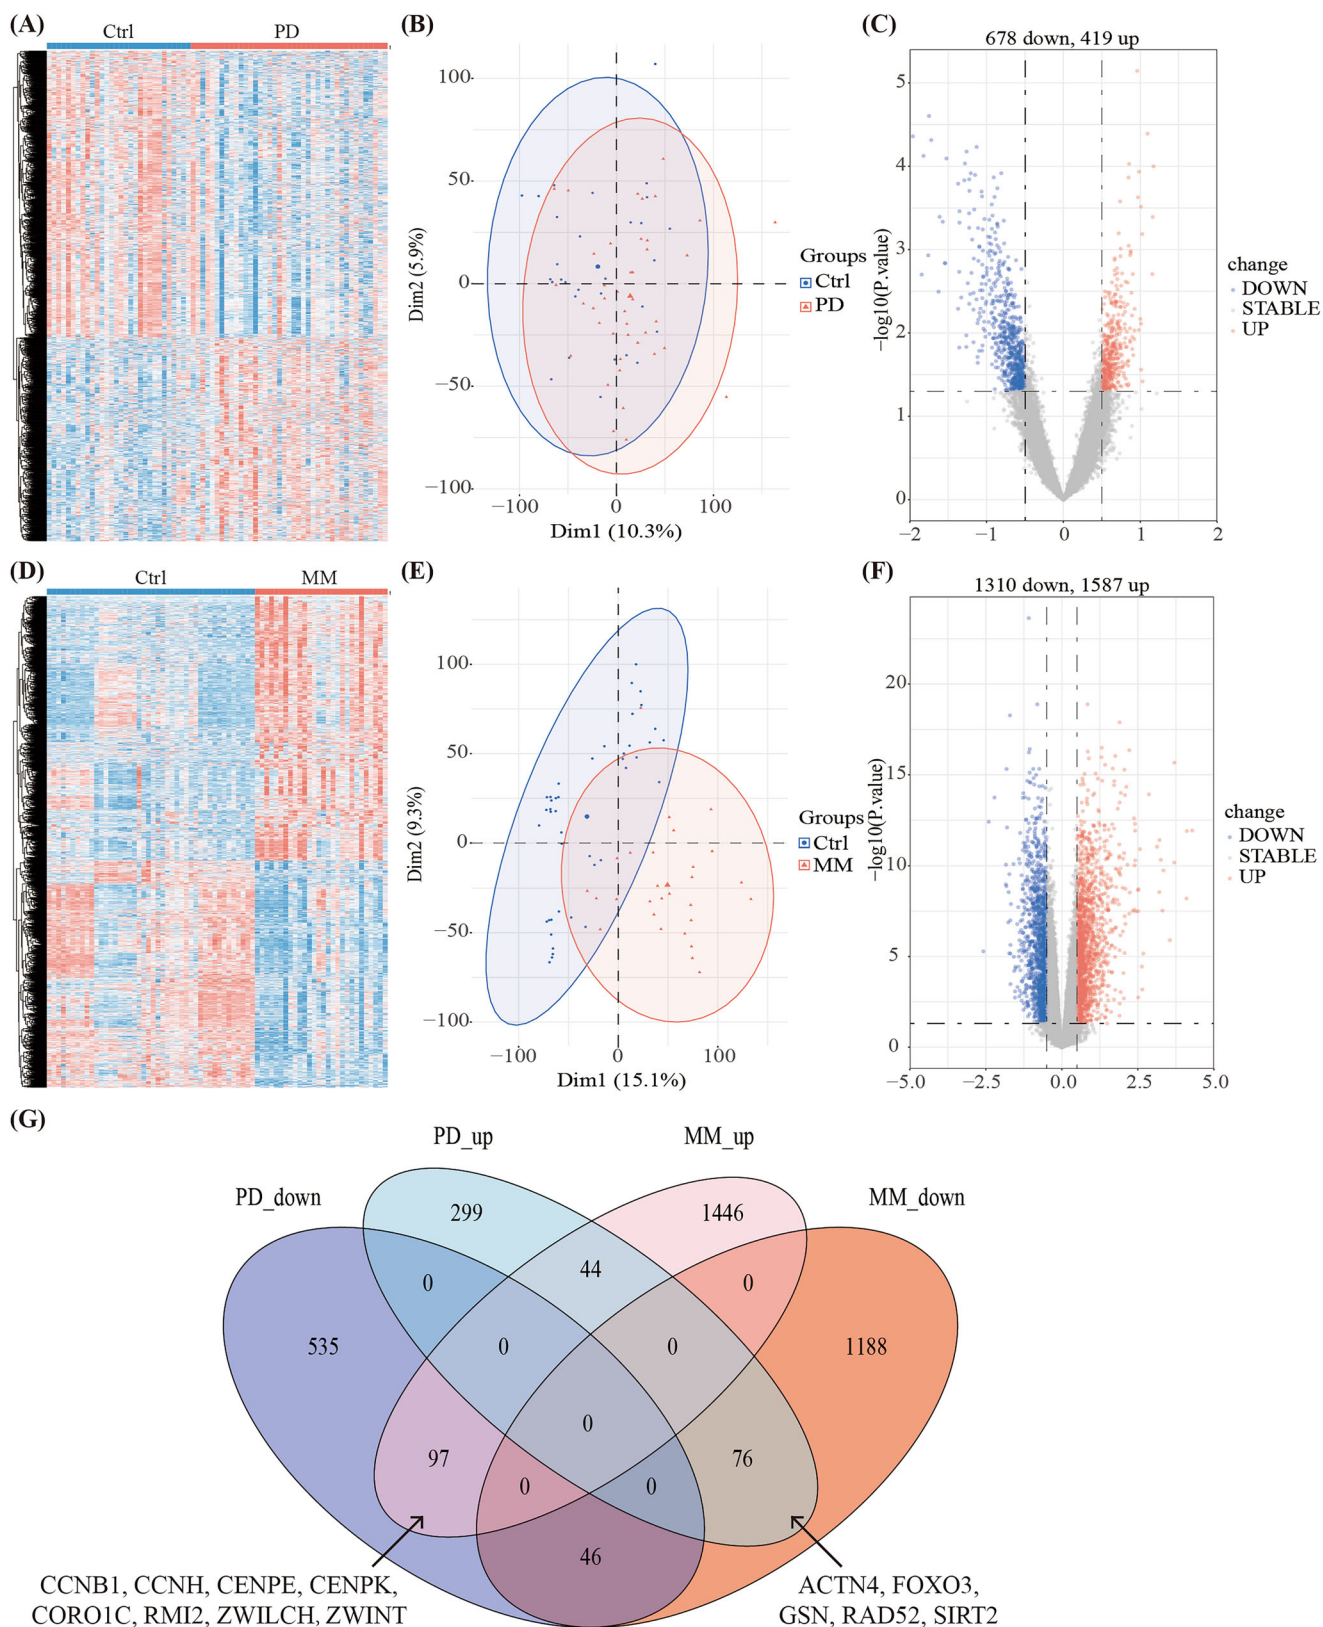 (A)
Ctrl PD
(B)
100
50
0
−50
−100
−100 0 100
Dim2 (5.9%)
Dim1 (10.3%)
Groups
Ctrl
PD
(C)
678 down, 419 up
5
4
3
2
1
0
−2 −1 0 1 2
−log10(P.value)
change
DOWN
STABLE
UP
(D)
Ctrl MM
(E)
100
50
0
−50
−100
−100 0 100
Dim2 (9.3%)
Dim1 (15.1%)
Groups
Ctrl
MM
(F)
1310 down, 1587 up
20
15
10
5
0
−5.0 −2.5 0.0 2.5 5.0
−log10(P.value)
change
DOWN
STABLE
UP
(G)
PD_up MM_up
PD_down MM_down
299 1446
44
0 0
535 0 0 1188
0
97 76
0 0
46
CCNB1, CCNH, CENPE, CENPK,
CORO1C, RMI2, ZWILCH, ZWINT
ACTN4, FOXO3,
GSN, RAD52, SIRT2